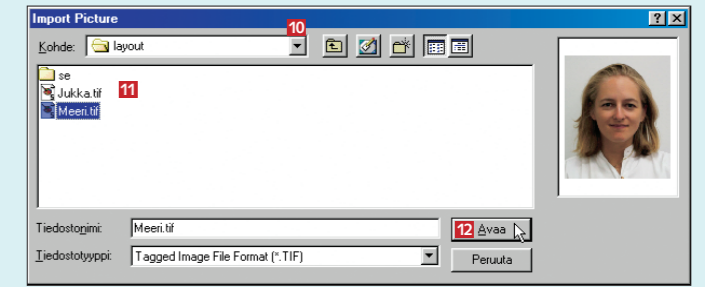 Import Picture
10
Kohde: layout
se
Jukka.tif 11
Meeri.tif
Tiedostonimi: Meeri.tif 12 Avaa
Tiedostotyyppi: Tagged Image File Format (*.TIF) Peruuta